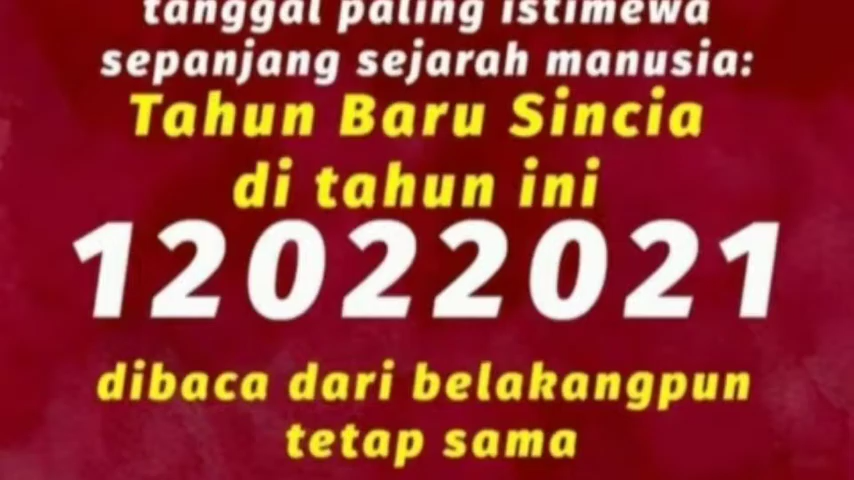 tanggal paling istimewa
sepanjang sejarah manusia:
Tahun Baru Sincia
di tahun ini
12022021
dibaca dari belakangpun
tetap sama